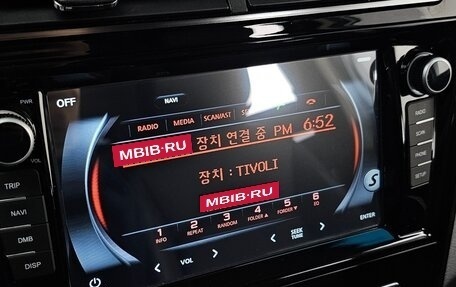 PWR
OFF
NAVI
RADIO MEDIA SCAN/AST
장치 연결 중 PM 6:52
MBIB·RU
장치 : TIVOLI
MBIB·RU
1 INFO
2 REPEAT
3 RANDOM
4 FOLDER
5 FORDER
6 EQ
VOL
SEEK
TUNE
ENTER
VOL
TRIP
NAVI
DMB
DISP
RADIO
SCAN
PHONE
SETUP